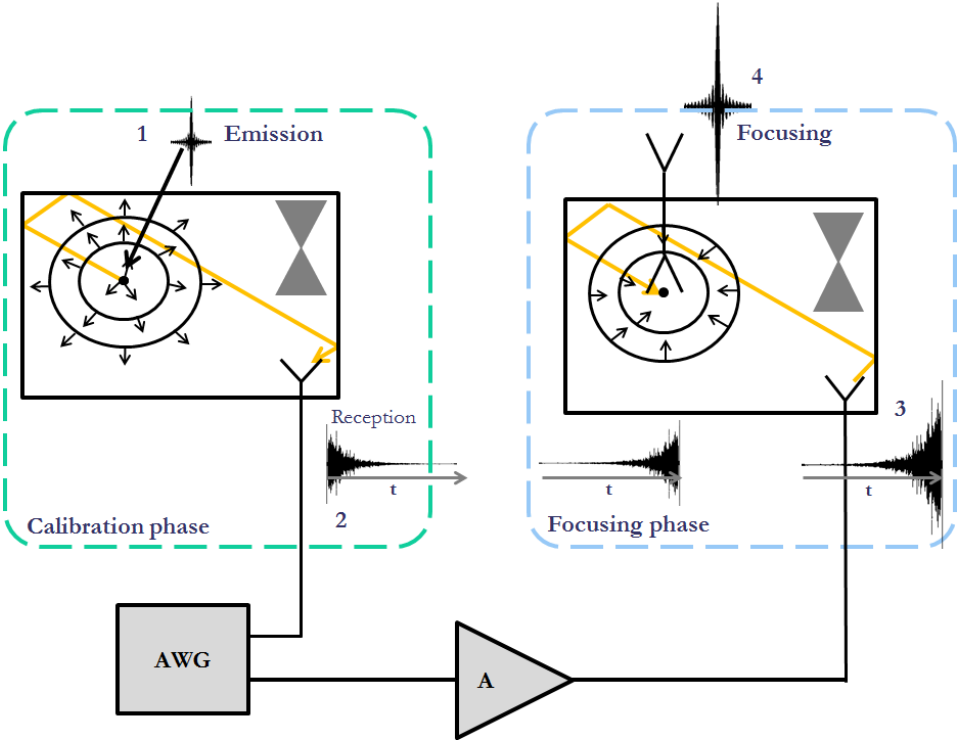 1
Emission
Reception
t
2
Calibration phase
4
Focusing
3
t
t
Focusing phase
AWG
A